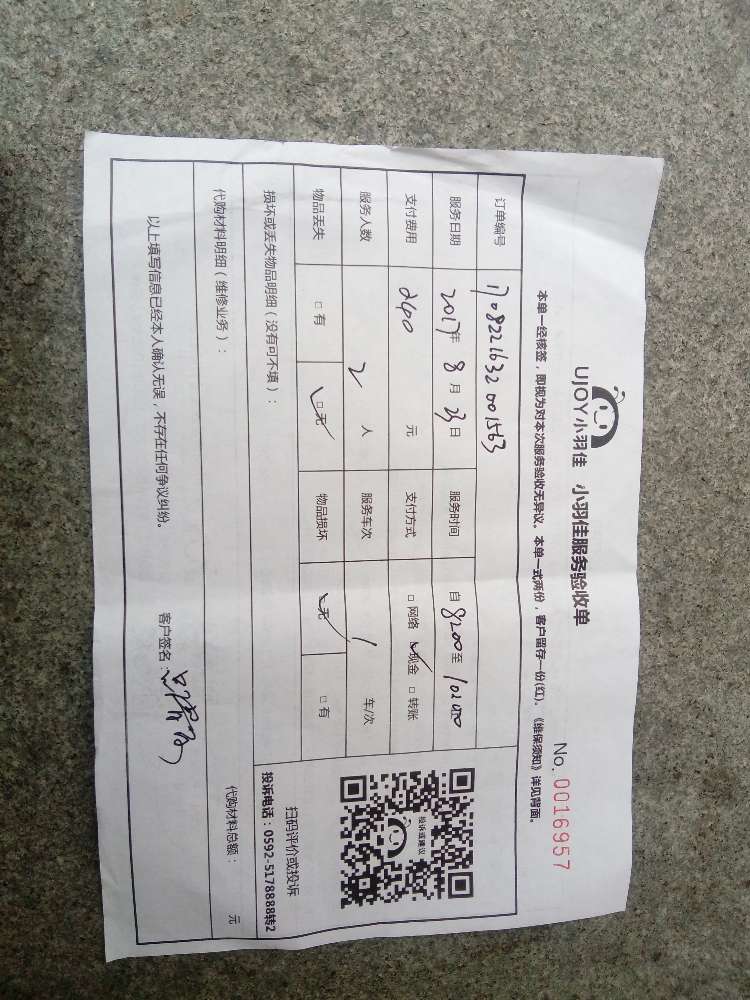 UJOY小羽佳 小羽佳服务验收单
No. 0016957
本单一经核签，即视为对本次服务验收无异议。本单一式两份，客户留存一份(红)。《维保须知》详见背面。
订单编号 1708221632001563
服务日期 2017年 8月 23日 服务时间 自 8:00 至
支付费用 240 元 支付方式 □网络 ☑现金 □转账
服务人数 2 人 服务车次 1 车/次
物品丢失 □有 ☑无 物品损坏 ☑无 □有
扫码评价或投诉
投诉电话：0592-5178888转2
投诉或建议
损坏或丢失物品明细（没有可不填）：
代购材料明细（维修业务）： 代购材料总额： 元
以上填写信息已经本人确认无误，不存在任何争议纠纷。 客户签名：